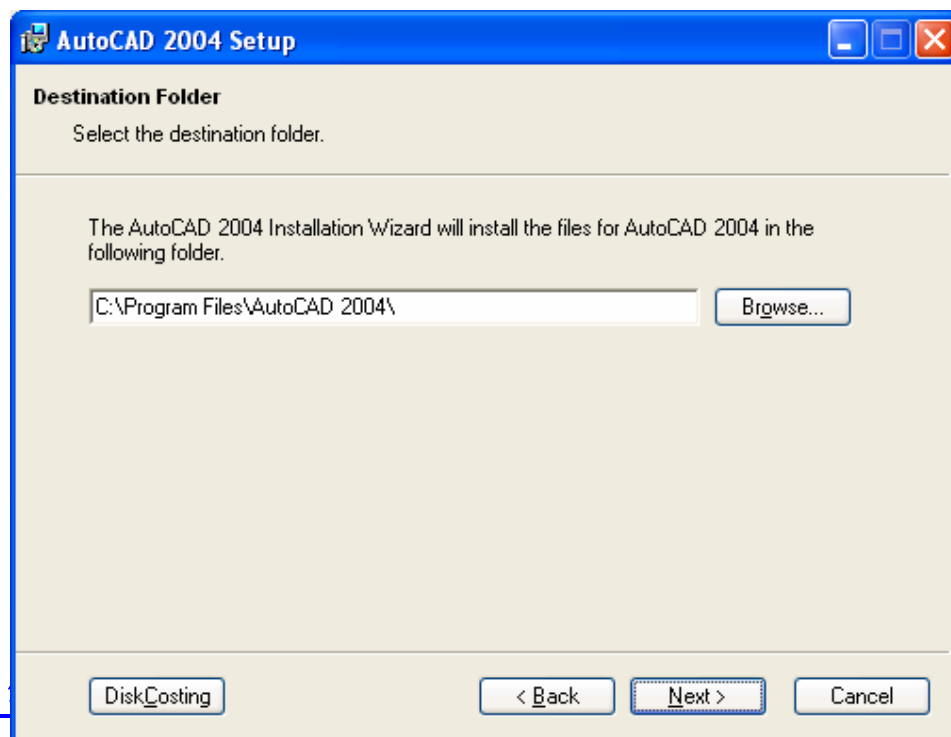 AutoCAD 2004 Setup
Destination Folder
Select the destination folder.
The AutoCAD 2004 Installation Wizard will install the files for AutoCAD 2004 in the
following folder.
C:\Program Files\AutoCAD 2004\
Browse...
DiskCosting
< Back
Next >
Cancel